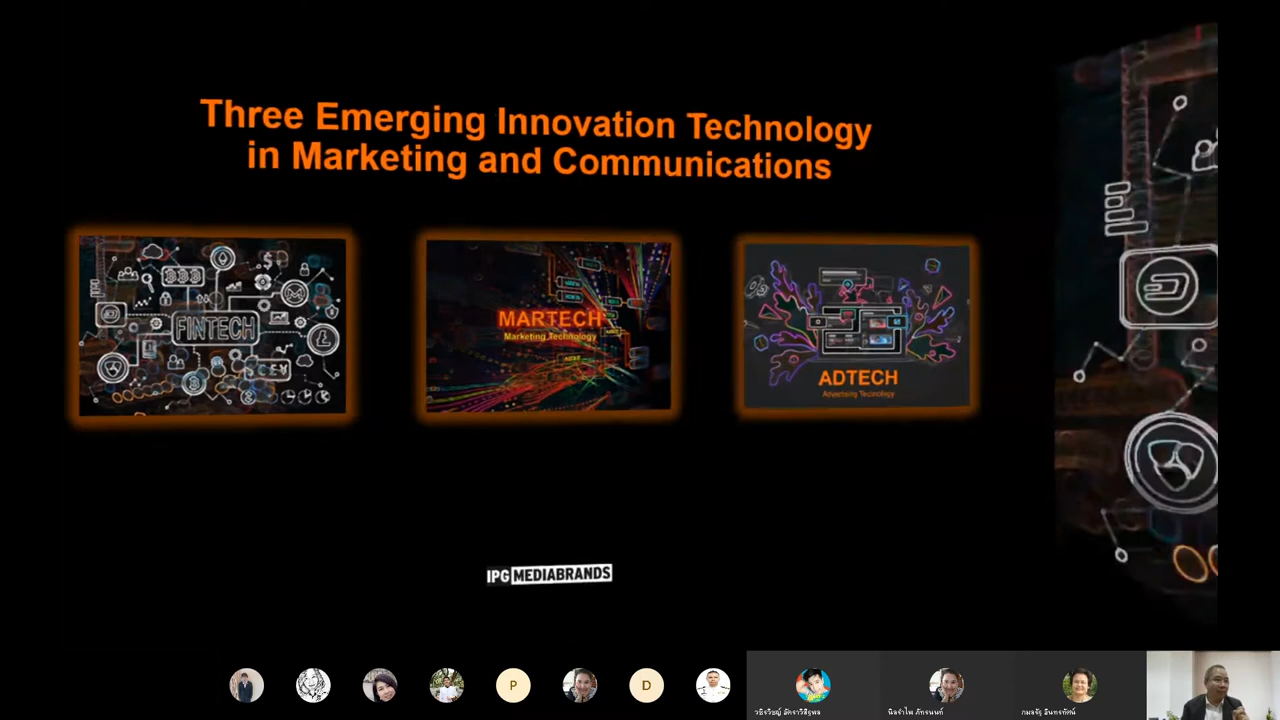 Three Emerging Innovation Technology
in Marketing and Communications
FINTECH
MARTECH
Marketing Technology
ADTECH
Advertising Technology
IPG MEDIABRANDS
P
D